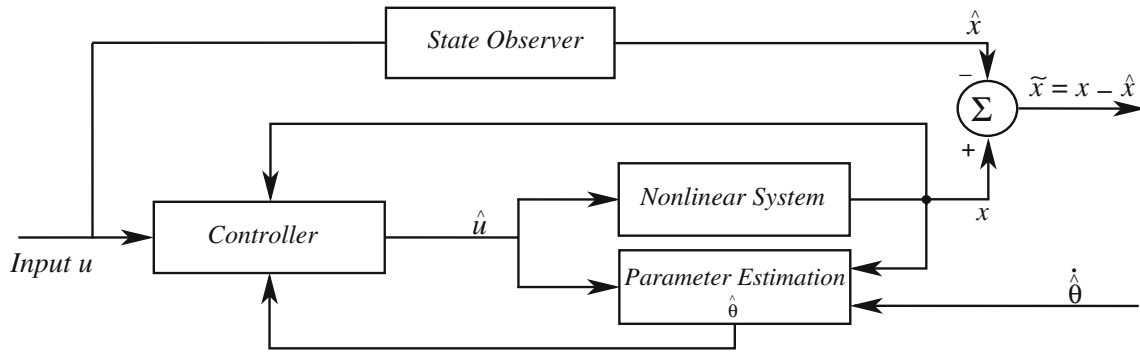 State Observer
x̂
−
x̃ = x – x̂
Σ
+
x
Nonlinear System
Controller
û
Input u
Parameter Estimation
θ̂
θ̂̇